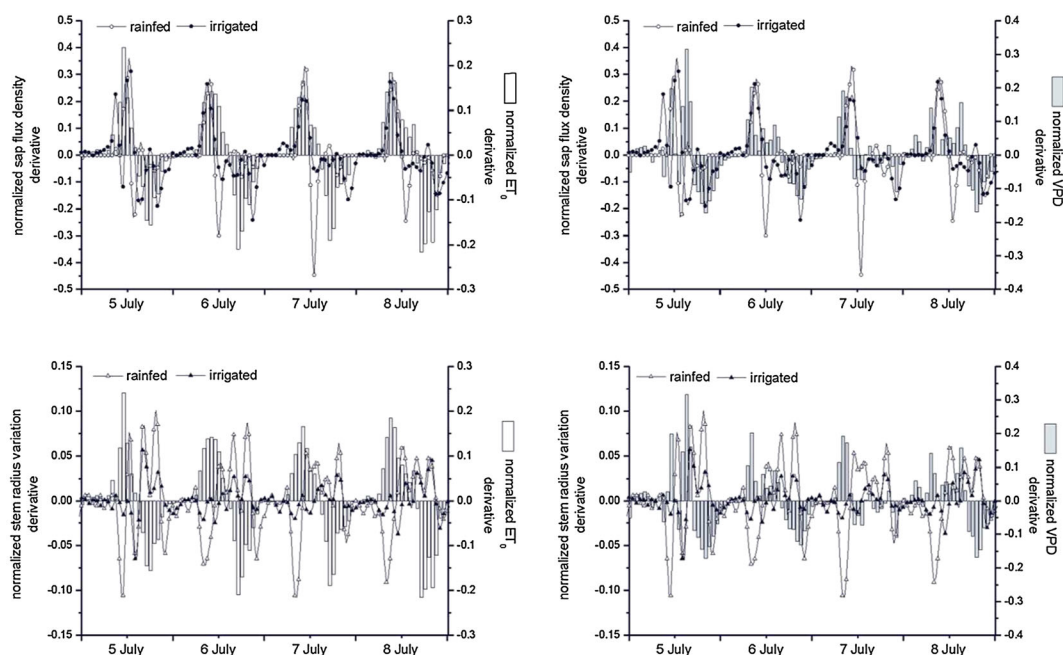 rainfed irrigated
0.5
0.4
0.3
0.2
0.1
0.0
-0.1
-0.2
-0.3
-0.4
-0.5
normalized sap flux density
derivative
0.3
0.2
0.1
0.0
-0.1
-0.2
-0.3
normalized ET0
derivative
5 July 6 July 7 July 8 July
rainfed irrigated
0.5
0.4
0.3
0.2
0.1
0.0
-0.1
-0.2
-0.3
-0.4
-0.5
normalized sap flux density
derivative
0.4
0.3
0.2
0.1
0.0
-0.1
-0.2
-0.3
-0.4
normalized VPD
derivative
5 July 6 July 7 July 8 July
rainfed irrigated
0.15
0.10
0.05
0.00
-0.05
-0.10
-0.15
normalized stem radius variation
derivative
0.3
0.2
0.1
0.0
-0.1
-0.2
-0.3
normalized ET0
derivative
5 July 6 July 7 July 8 July
rainfed irrigated
0.15
0.10
0.05
0.00
-0.05
-0.10
-0.15
normalized stem radius variation
derivative
0.4
0.3
0.2
0.1
0.0
-0.1
-0.2
-0.3
-0.4
normalized VPD
derivative
5 July 6 July 7 July 8 July